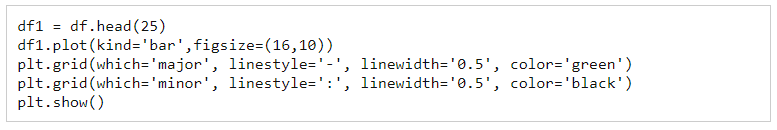 df1 = df.head(25)
df1.plot(kind='bar',figsize=(16,10))
plt.grid(which='major', linestyle='-', linewidth='0.5', color='green')
plt.grid(which='minor', linestyle=':', linewidth='0.5', color='black')
plt.show()